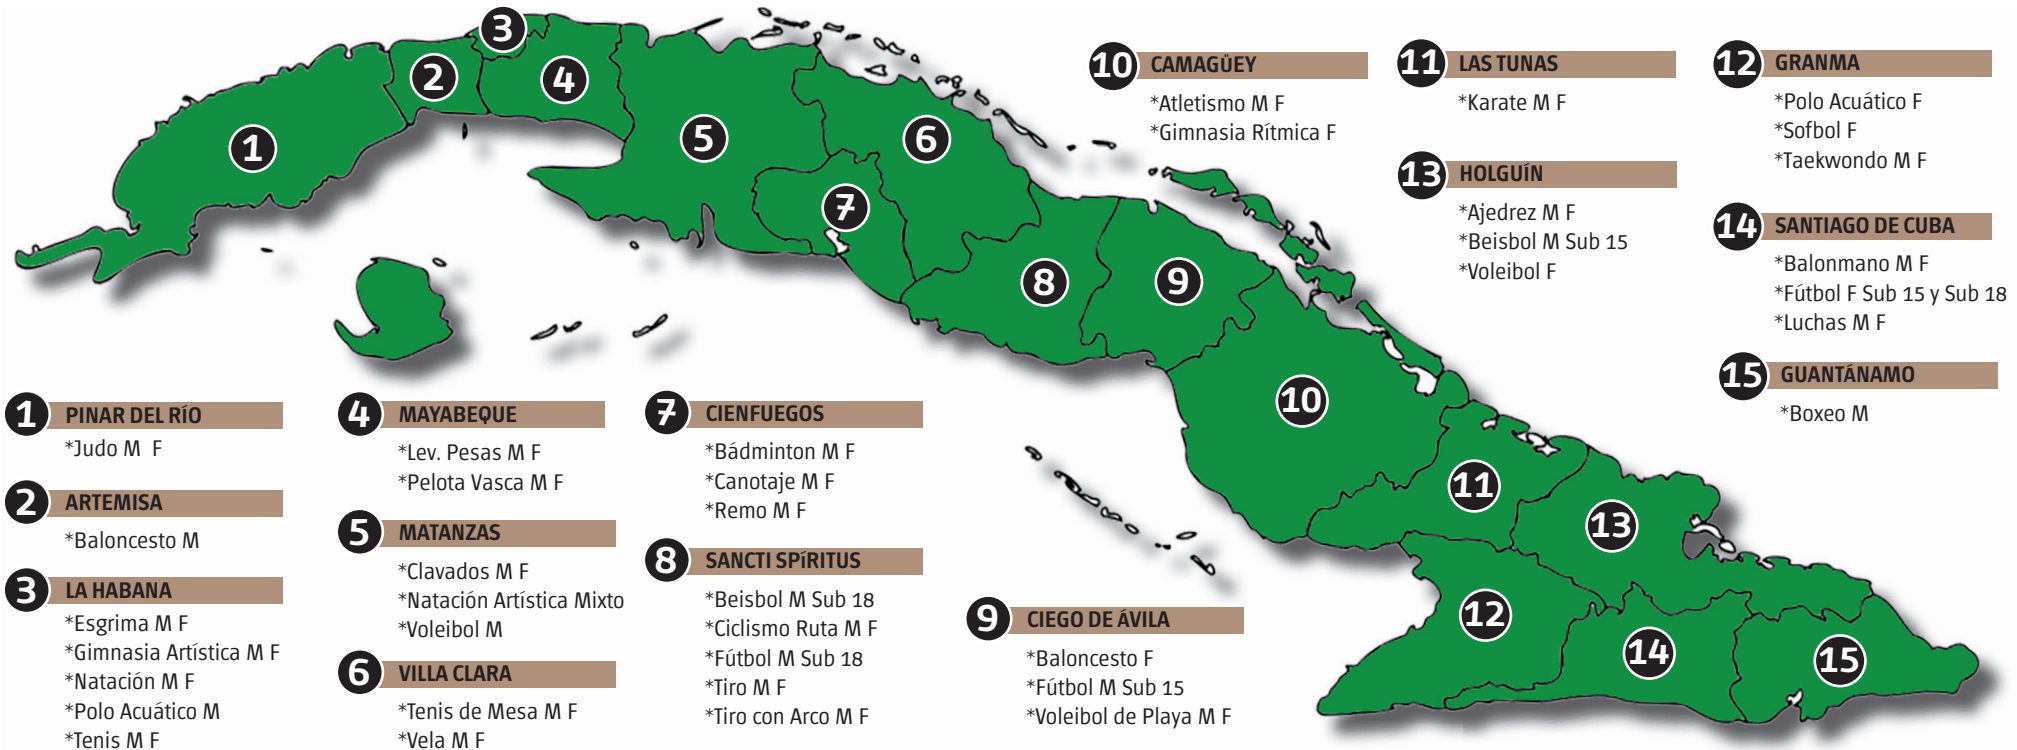 1
2
3
4
5
6
7
8
9
10
11
12
13
14
15
1 PINAR DEL RÍO
*Judo M F
2 ARTEMISA
*Baloncesto M
3 LA HABANA
*Esgrima M F
*Gimnasia Artística M F
*Natación M F
*Polo Acuático M
*Tenis M F
4 MAYABEQUE
*Lev. Pesas M F
*Pelota Vasca M F
5 MATANZAS
*Clavados M F
*Natación Artística Mixto
*Voleibol M
6 VILLA CLARA
*Tenis de Mesa M F
*Vela M F
7 CIENFUEGOS
*Bádminton M F
*Canotaje M F
*Remo M F
8 SANCTI SPÍRITUS
*Beisbol M Sub 18
*Ciclismo Ruta M F
*Fútbol M Sub 18
*Tiro M F
*Tiro con Arco M F
9 CIEGO DE ÁVILA
*Baloncesto F
*Fútbol M Sub 15
*Voleibol de Playa M F
10 CAMAGÜEY
*Atletismo M F
*Gimnasia Rítmica F
11 LAS TUNAS
*Karate M F
13 HOLGUÍN
*Ajedrez M F
*Beisbol M Sub 15
*Voleibol F
12 GRANMA
*Polo Acuático F
*Sofbol F
*Taekwondo M F
14 SANTIAGO DE CUBA
*Balonmano M F
*Fútbol F Sub 15 y Sub 18
*Luchas M F
15 GUANTÁNAMO
*Boxeo M